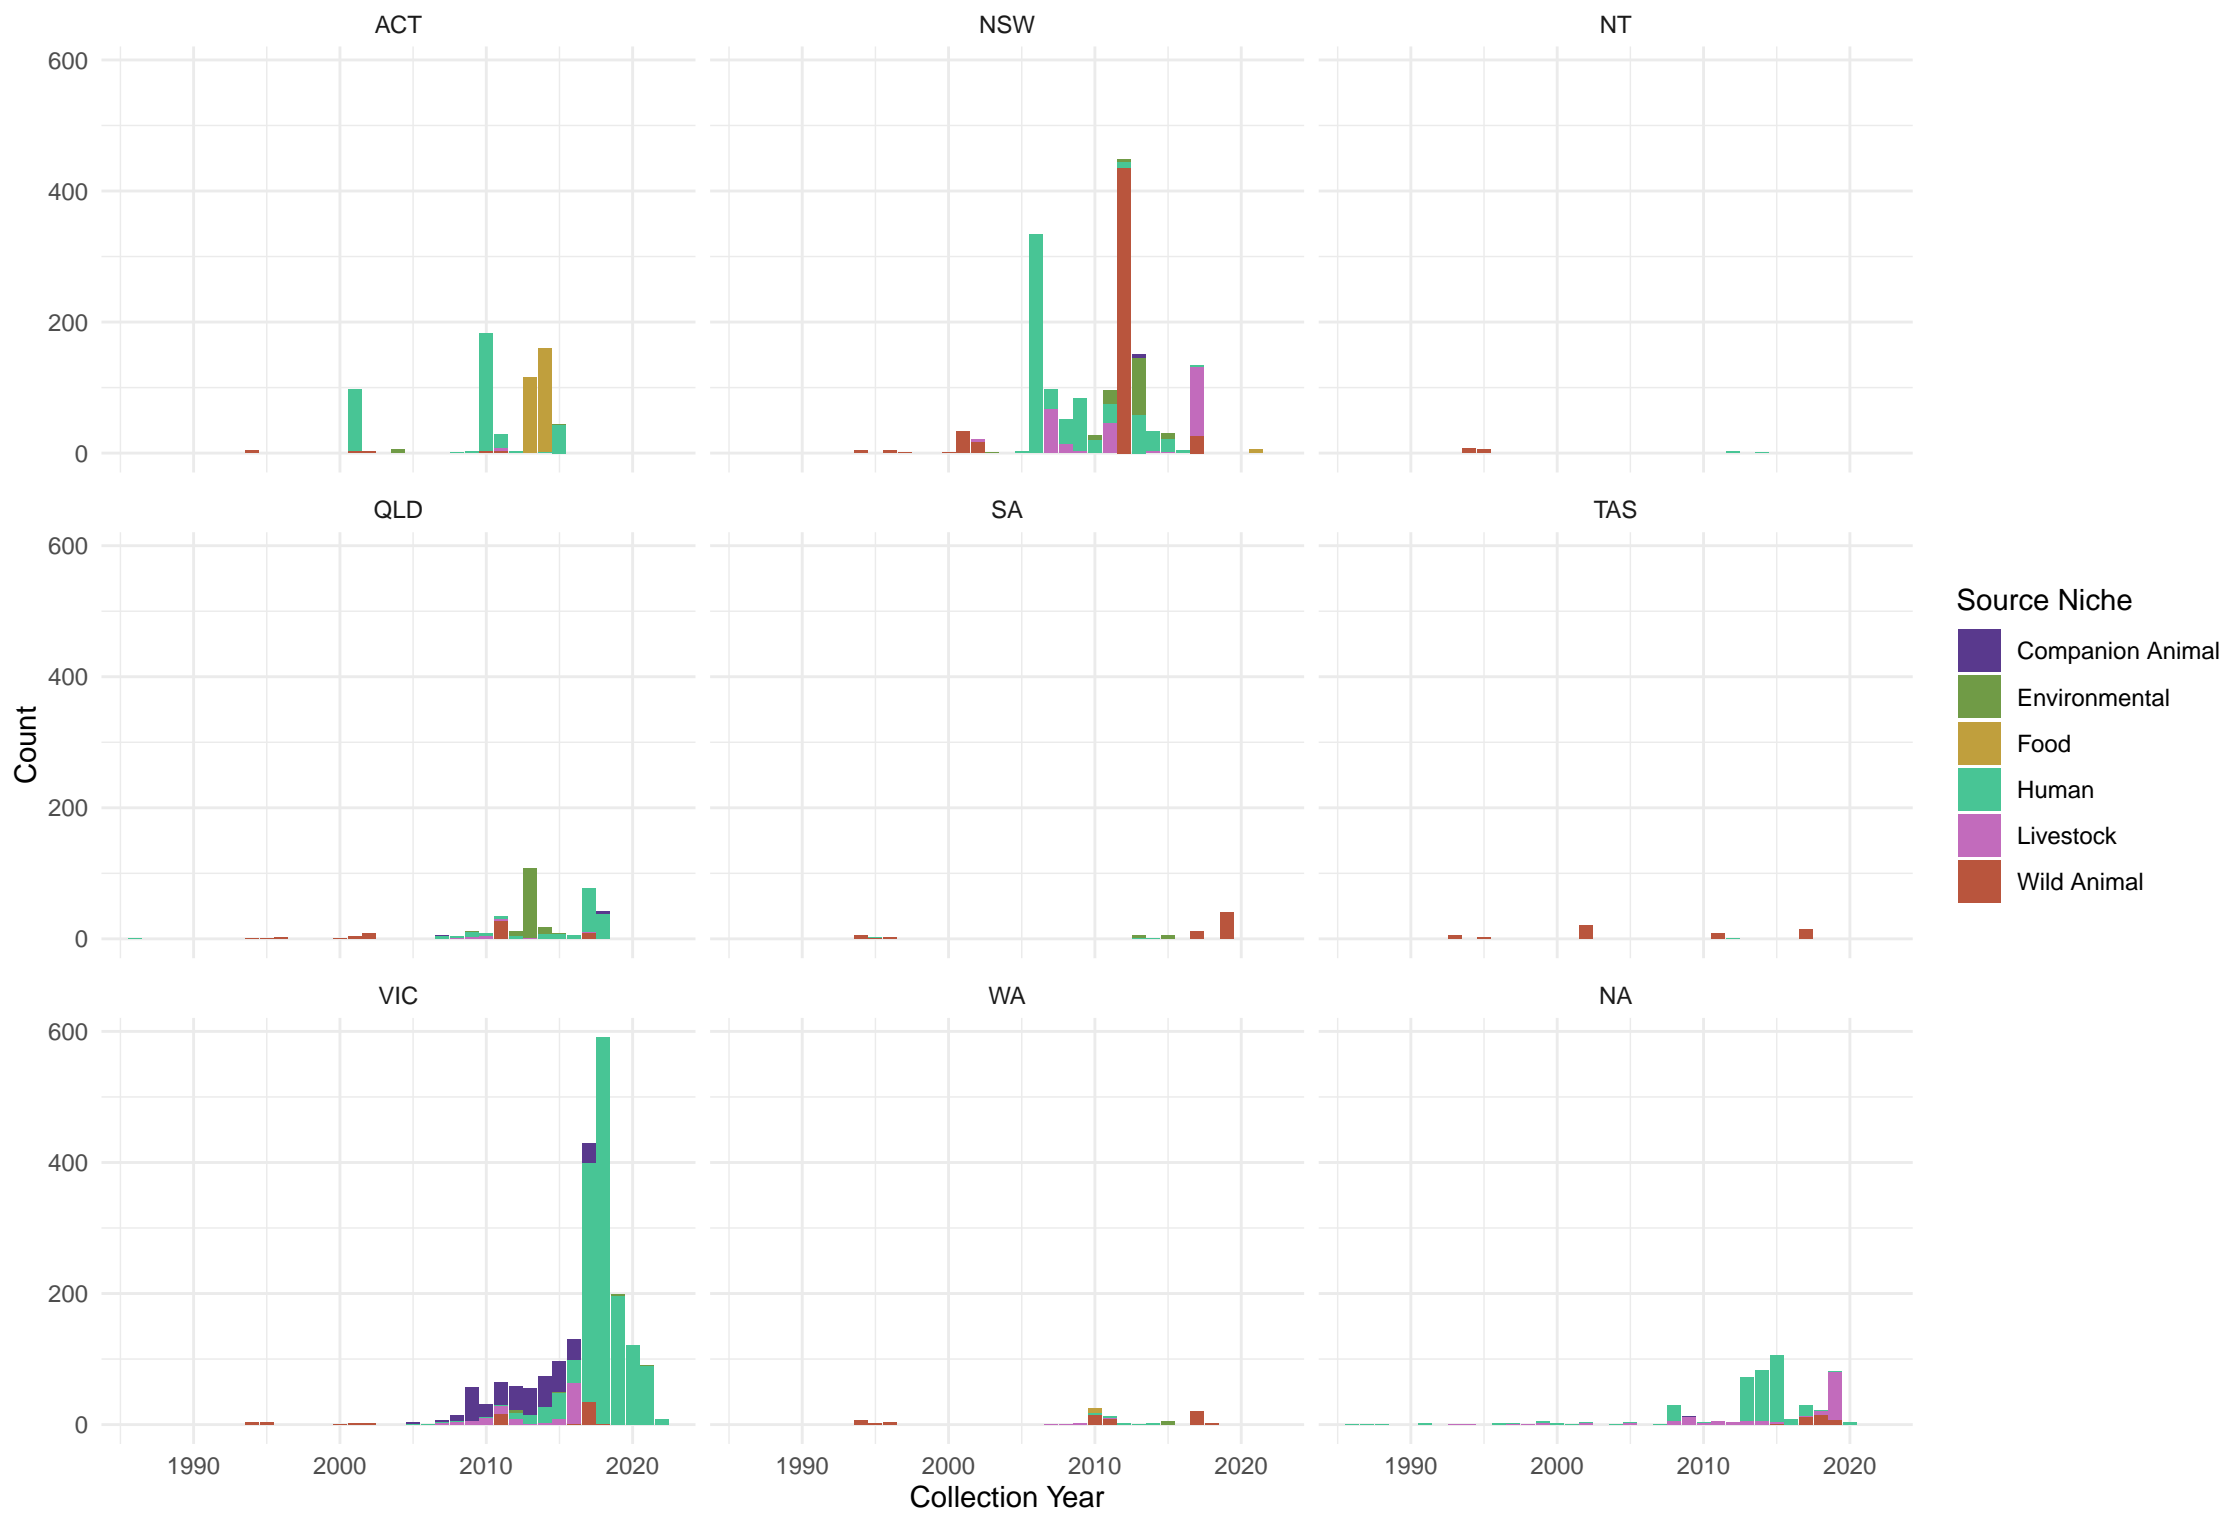 ACT
NSW
NT
600
400
200
0
QLD
SA
TAS
600
400
200
0
VIC
WA
NA
600
400
200
0
1990
2000
2010
2020
1990
2000
2010
2020
1990
2000
2010
2020
Collection Year
Count
Source Niche
Companion Animal
Environmental
Food
Human
Livestock
Wild Animal